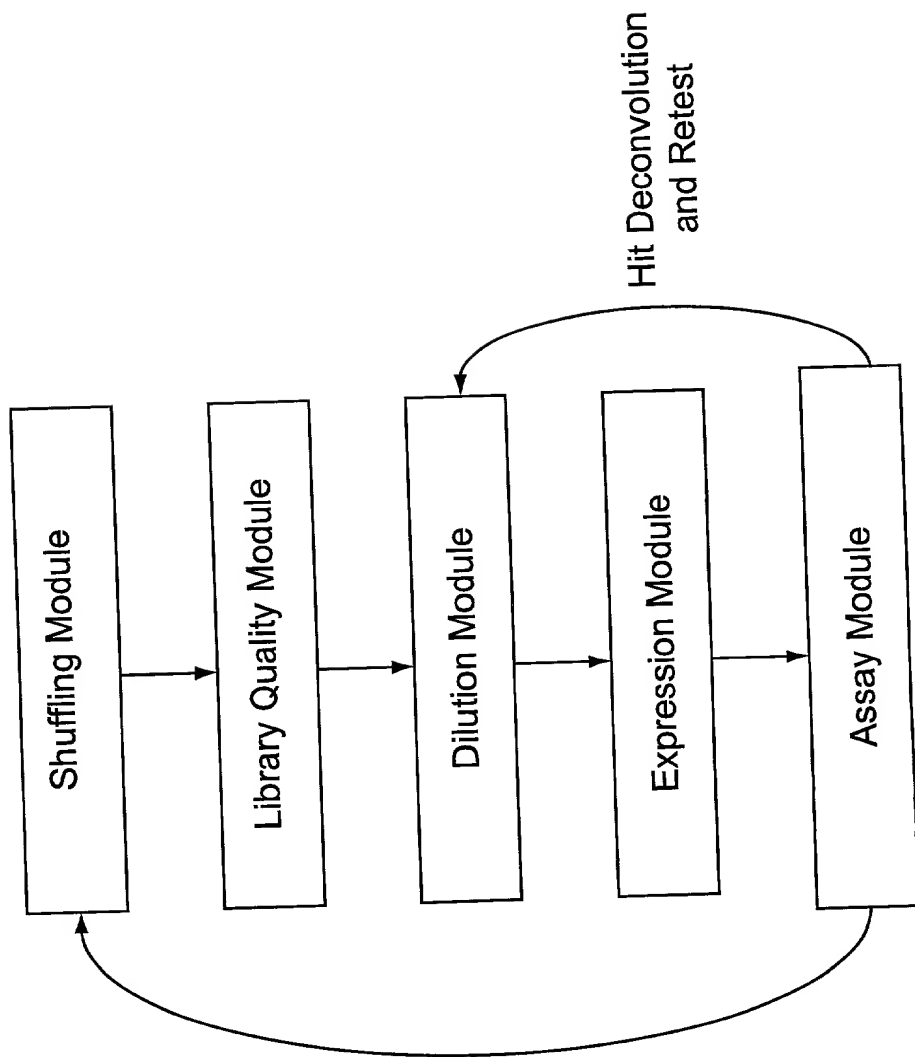 Shuffling Module
Library Quality Module
Dilution Module
Expression Module
Assay Module
Hit Deconvolution
and Retest